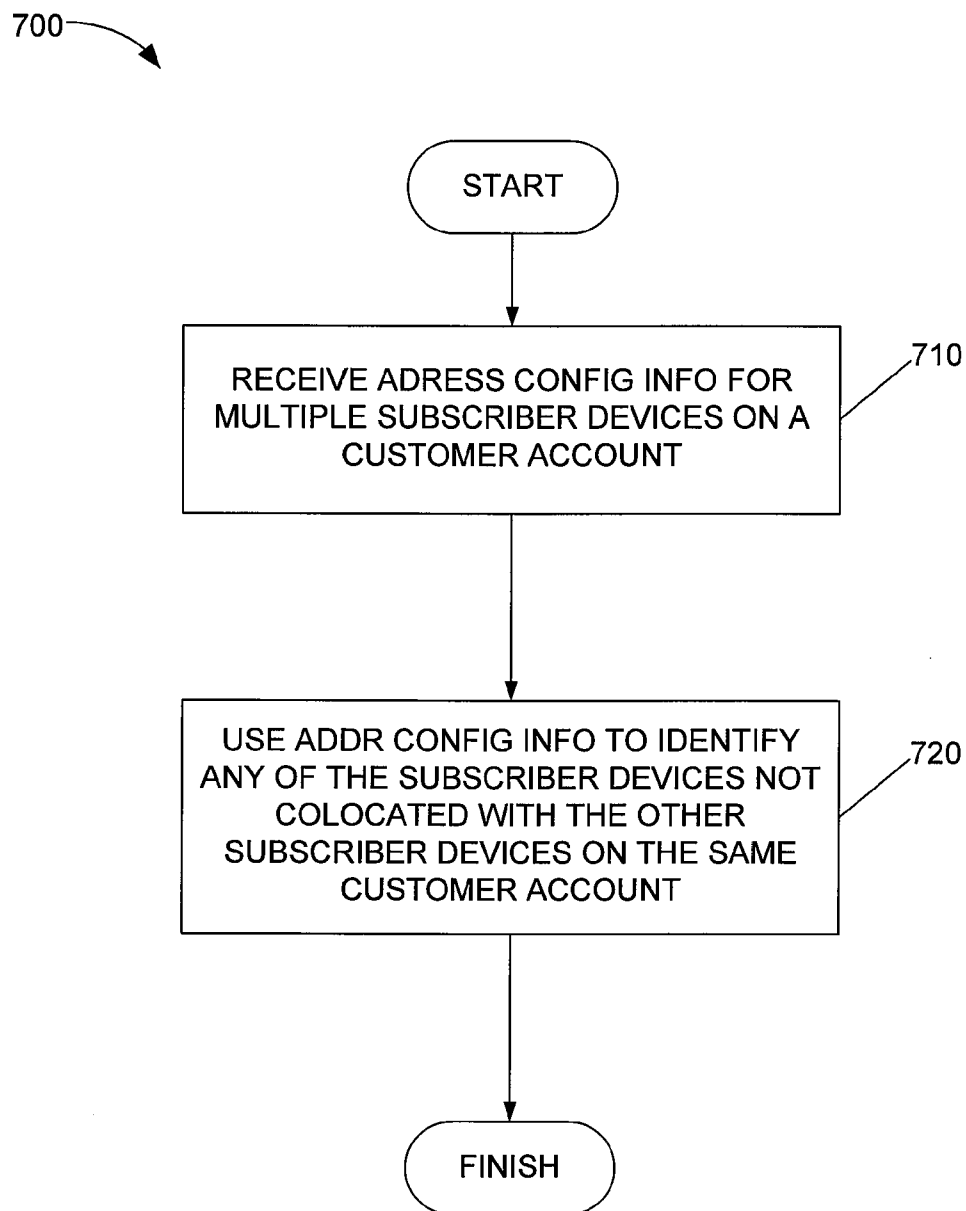 700
START
RECEIVE ADRESS CONFIG INFO FOR
MULTIPLE SUBSCRIBER DEVICES ON A
CUSTOMER ACCOUNT
710
USE ADDR CONFIG INFO TO IDENTIFY
ANY OF THE SUBSCRIBER DEVICES NOT
COLOCATED WITH THE OTHER
SUBSCRIBER DEVICES ON THE SAME
CUSTOMER ACCOUNT
720
FINISH